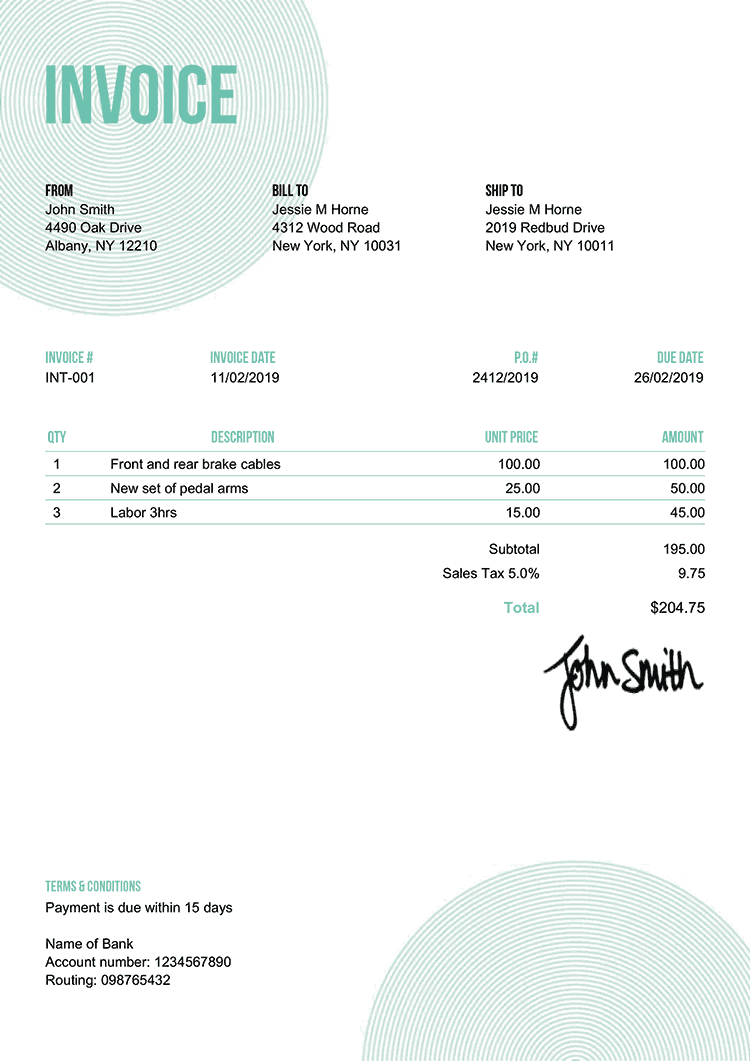 INVOICE
FROM
John Smith
4490 Oak Drive
Albany, NY 12210
BILL TO
Jessie M Horne
4312 Wood Road
New York, NY 10031
SHIP TO
Jessie M Horne
2019 Redbud Drive
New York, NY 10011
INVOICE # INVOICE DATE P.O.# DUE DATE
INT-001 11/02/2019 2412/2019 26/02/2019
QTY DESCRIPTION UNIT PRICE AMOUNT
1 Front and rear brake cables 100.00 100.00
2 New set of pedal arms 25.00 50.00
3 Labor 3hrs 15.00 45.00
Subtotal 195.00
Sales Tax 5.0% 9.75
Total $204.75
John Smith
TERMS & CONDITIONS
Payment is due within 15 days
Name of Bank
Account number: 1234567890
Routing: 098765432